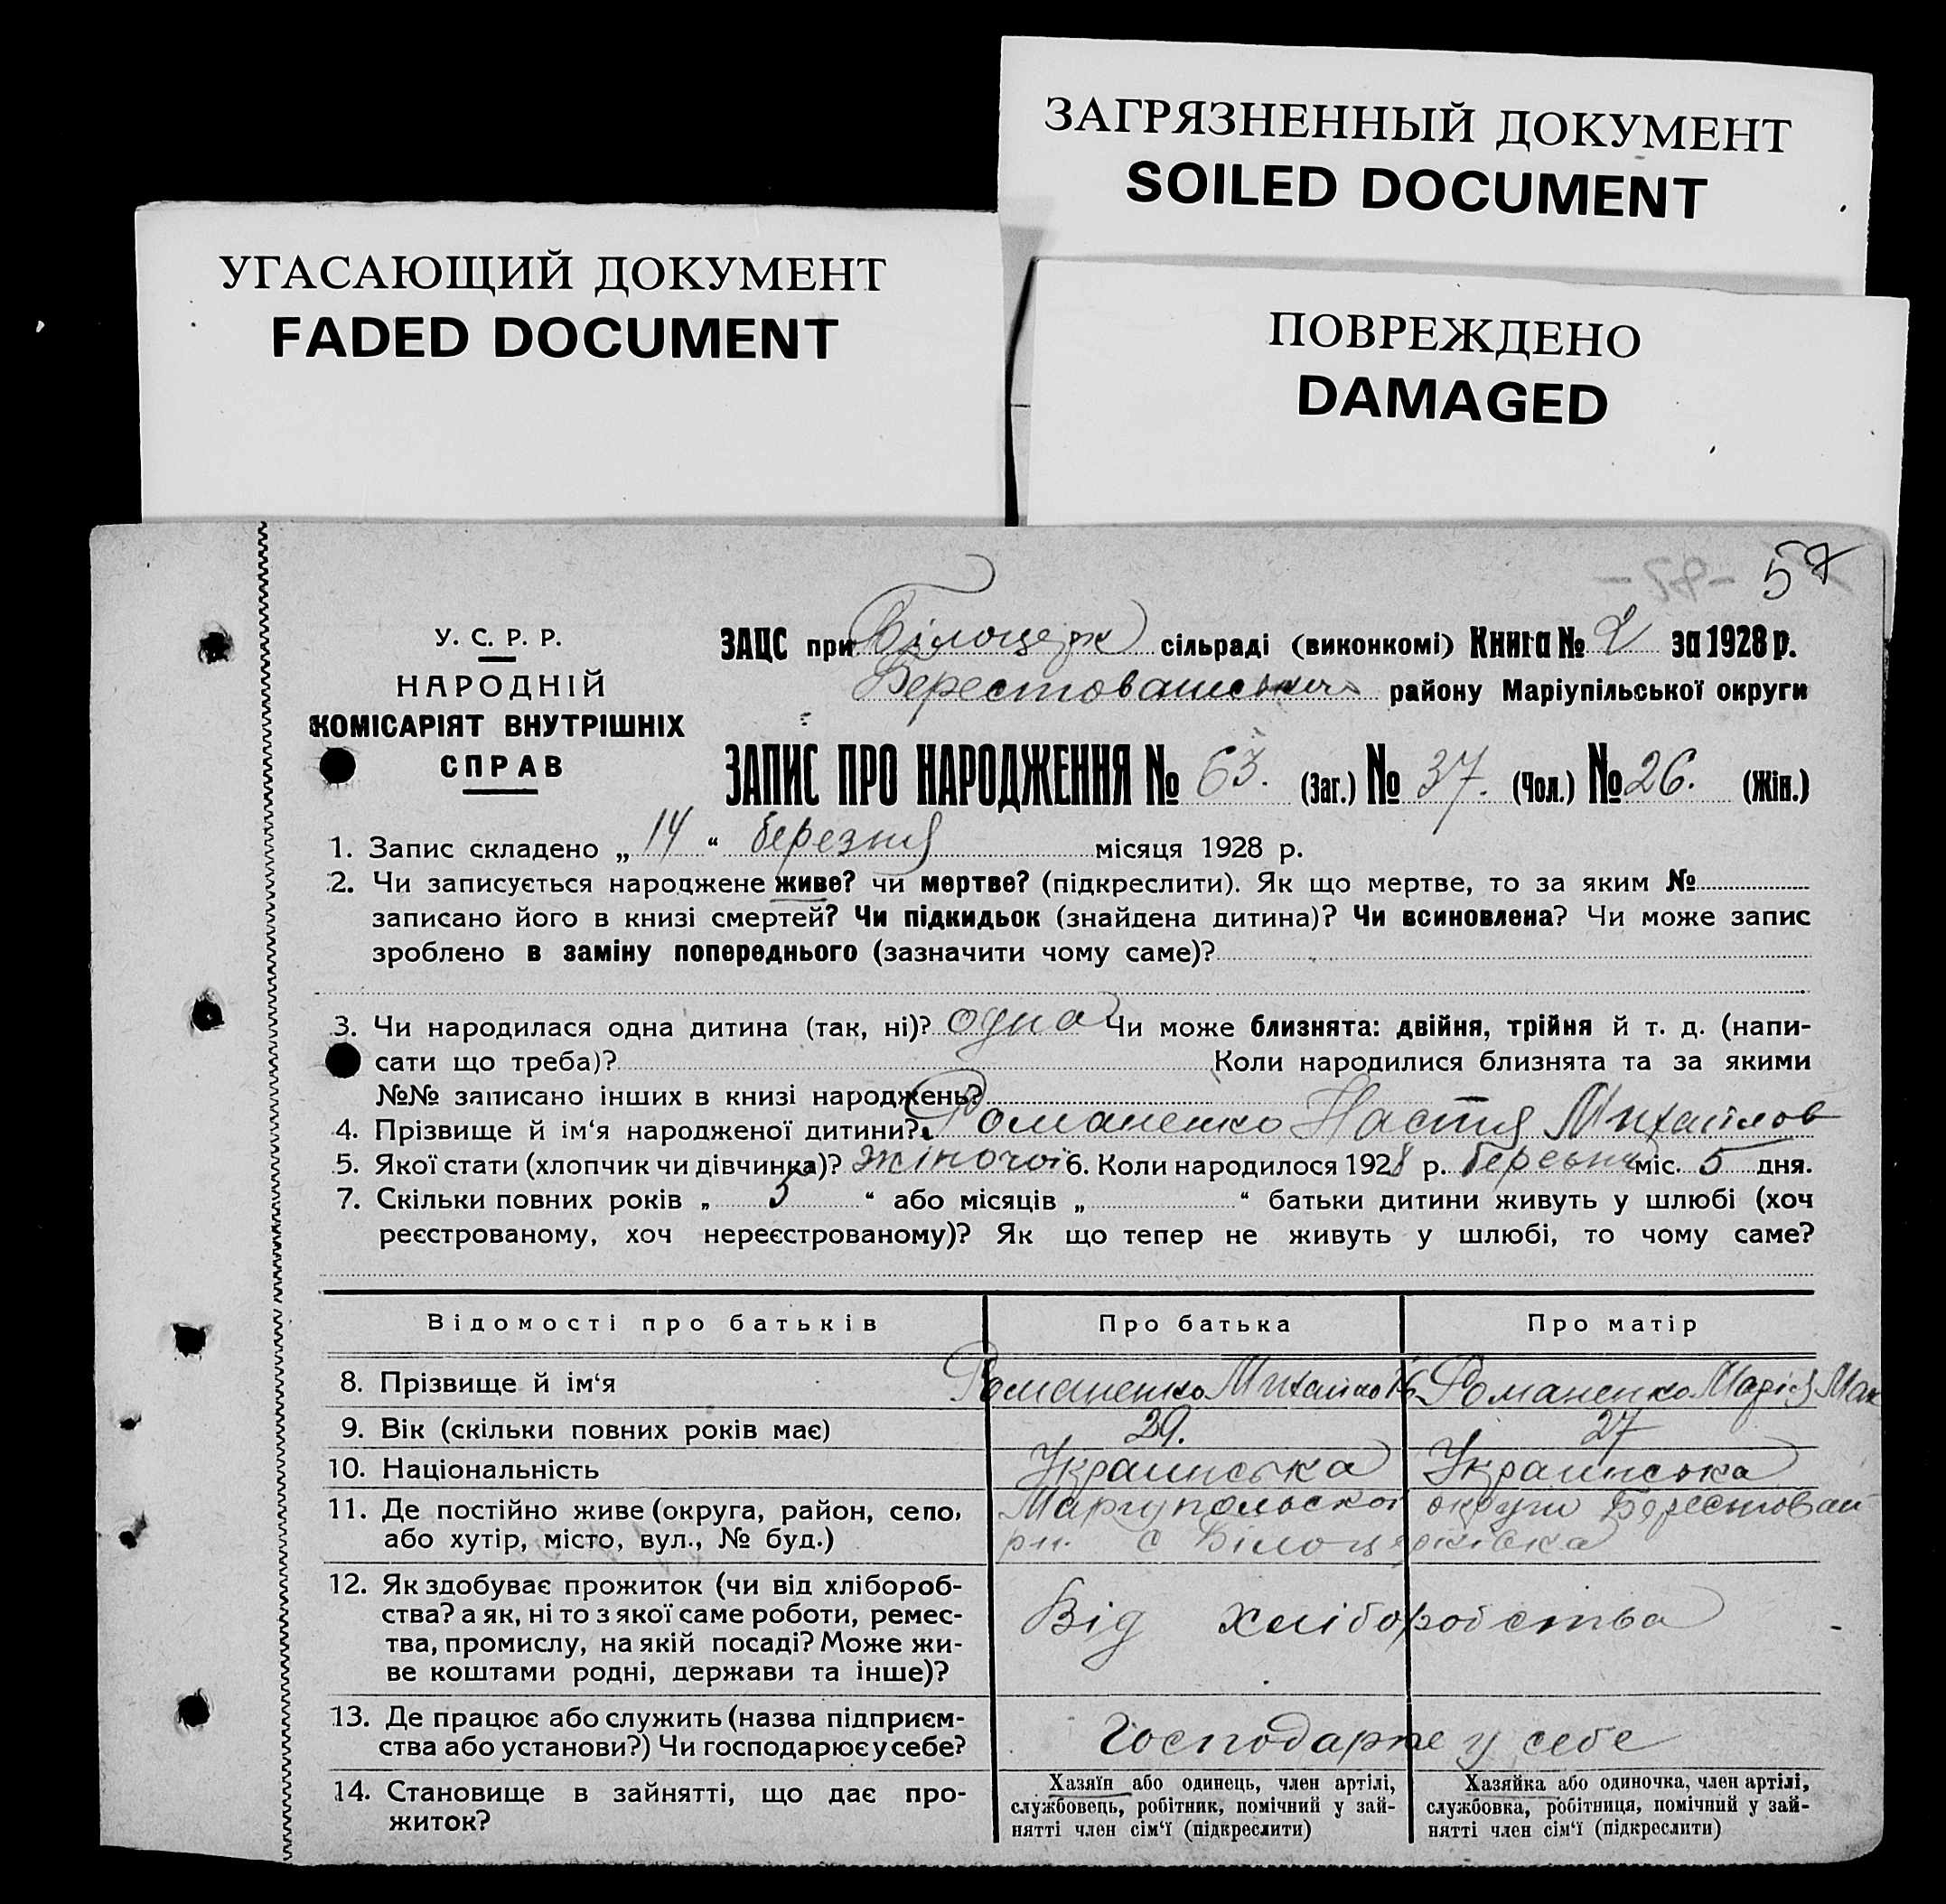 ЗАГРЯЗНЕННЫЙ ДОКУМЕНТ
SOILED DOCUMENT
УГАСАЮЩИЙ ДОКУМЕНТ
FADED DOCUMENT
ПОВРЕЖДЕНО
DAMAGED
У. С. Р. Р.
НАРОДНІЙ
КОМІСАРІЯТ ВНУТРІШНІХ
СПРАВ
ЗАЦС при Білоцерк сільраді (виконкомі) Книга № 2 за 1928 р.
району Маріупільської округи
ЗАПИС ПРО НАРОДЖЕННЯ № 63. (Заг.) № 37. (Чол.) № 26. (Жін.)
1. Запис складено „ 14 “ березня місяця 1928 р.
2. Чи записується народжене живе? чи мертве? (підкреслити). Як що мертве, то за яким №
записано його в книзі смертей? Чи підкидьок (знайдена дитина)? Чи всиновлена? Чи може запис
зроблено в заміну попереднього (зазначити чому саме)?
3. Чи народилася одна дитина (так, ні)? одна Чи може близнята: двійня, трійня й т. д. (напи-
сати що треба)? Коли народилися близнята та за якими
№№ записано інших в книзі народжень?
4. Прізвище й ім‘я народженої дитини? Романенко Настя Михайлов
5. Якої стати (хлопчик чи дівчинка)? жіночої 6. Коли народилося 1928 р. березня міс. 5 дня.
7. Скільки повних років „ 3 “ або місяців „ “ батьки дитини живуть у шлюбі (хоч
реєстрованому, хоч нереєстрованому)? Як що тепер не живуть у шлюбі, то чому саме?
Відомості про батьків Про батька Про матір
8. Прізвище й ім‘я Романенко Михайло Романенко Марія Мак
9. Вік (скільки повних років має) 29. 27
10. Національність Украинська Украинська
11. Де постійно живе (округа, район, село, Мариупольскої округи Берестовай
або хутір, місто, вул., № буд.) рн. с Білоцерківка
12. Як здобуває прожиток (чи від хлібороб-
ства? а як, ні то з якої саме роботи, ремес- Від хліборобства
тва, промислу, на якій посаді? Може жи-
ве коштами родні, держави та інше)?
13. Де працює або служить (назва підприєм-
ства або установи?) Чи господарює у себе? Господарює у себе
14. Становище в зайнятті, що дає про-
житок?
Хазяїн або одинець, член артілі,
службовець, робітник, помічний у зай-
нятті член сім‘ї (підкреслити)
Хазяйка або одиночка, член артілі,
службовка, робітниця, помічний у зай-
нятті член сім‘ї (підкреслити)